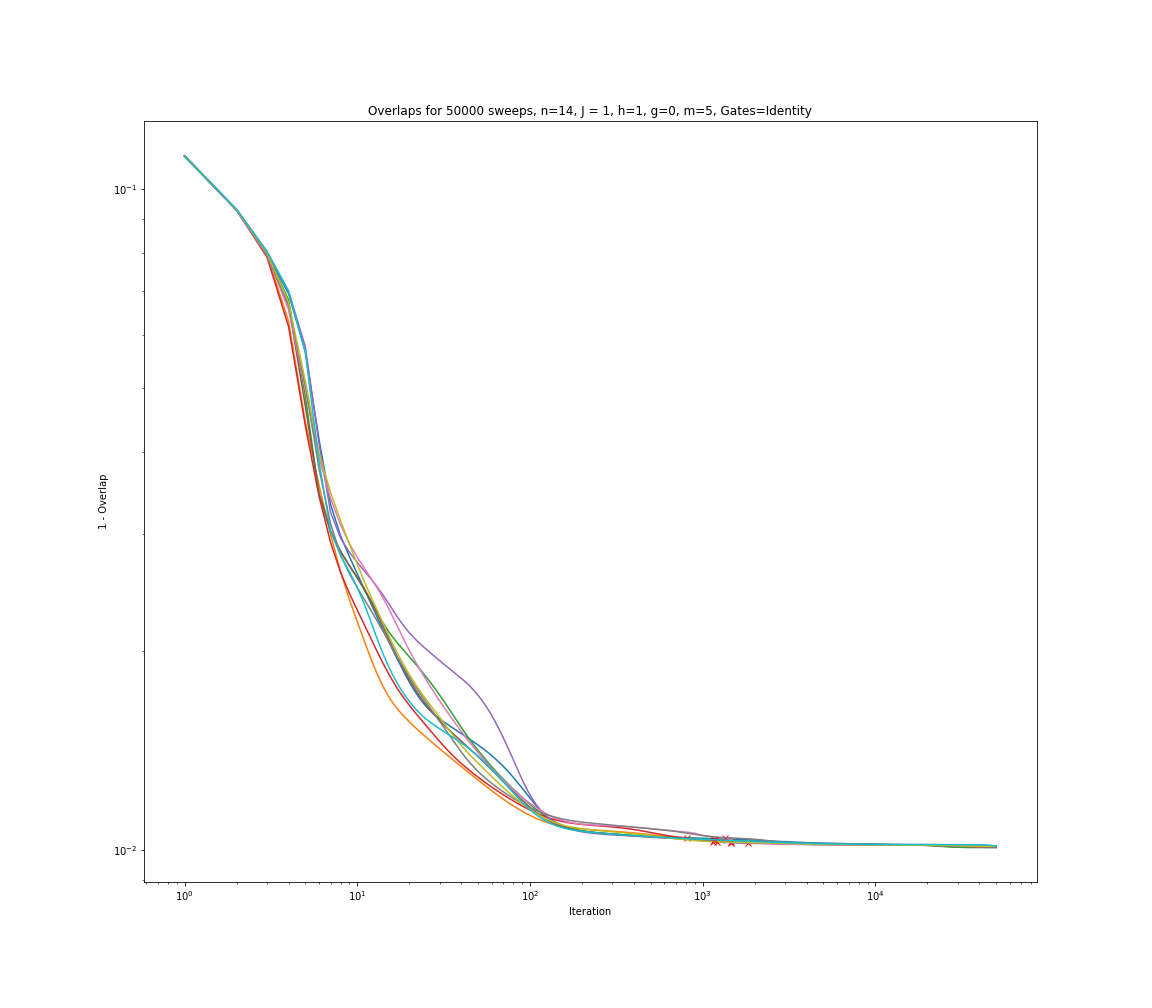 Overlaps for 50000 sweeps, n=14, J = 1, h=1, g=0, m=5, Gates=Identity
10⁻¹
1 - Overlap
10⁻²
10⁰ 10¹ 10² 10³ 10⁴
Iteration